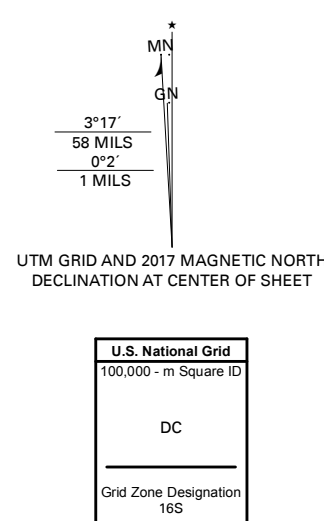 ★
MN
GN
3°17´
58 MILS
0°2´
1 MILS
UTM GRID AND 2017 MAGNETIC NORTH
DECLINATION AT CENTER OF SHEET
U.S. National Grid
100,000 - m Square ID
DC
Grid Zone Designation
16S